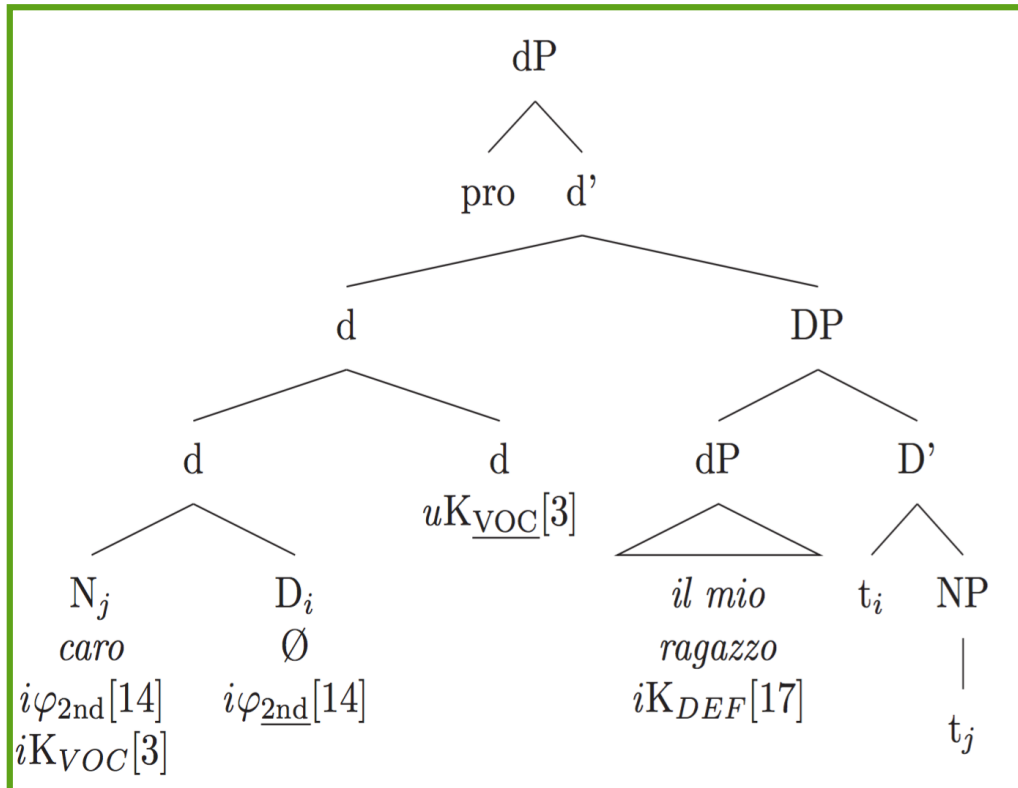 dP
pro d’
d DP
d d dP D’
uK_VOC[3]
N_j D_i il mio t_i NP
caro Ø ragazzo
iφ_2nd[14] iφ_2nd[14] iK_DEF[17]
iK_VOC[3] t_j